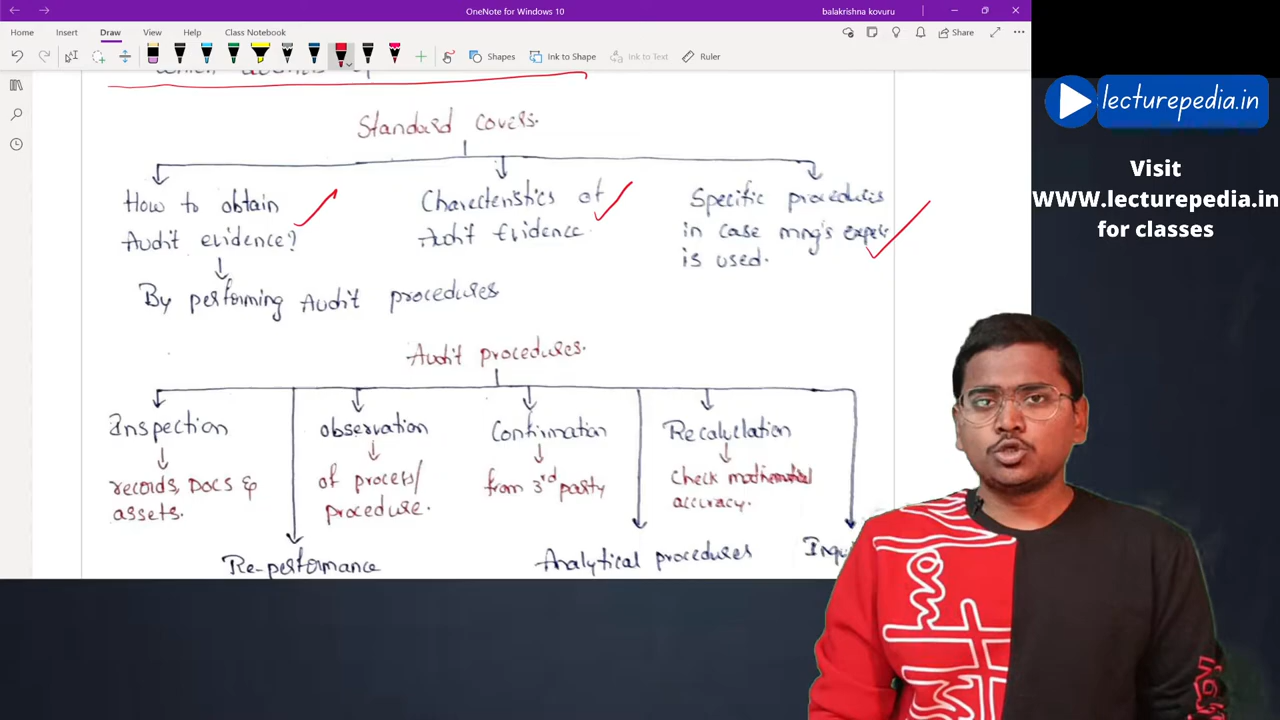 OneNote for Windows 10
balakrishna kovuru
Home Insert Draw View Help Class Notebook
Share
Shapes Ink to Shape Ink to Text Math Ruler
Standard covers.
How to obtain
Audit evidence?
Characteristics of
Audit Evidence.
Specific procedures
in case mng's expert
is used.
By performing Audit procedures
Audit procedures.
Inspection
observation
Confirmation
Recalculation
records, DOCS &
assets.
of process/
procedure.
from 3rd party
Check mathematical
accuracy.
Re-performance
Analytical procedures
lecturepedia.in
Visit
WWW.lecturepedia.in
for classes